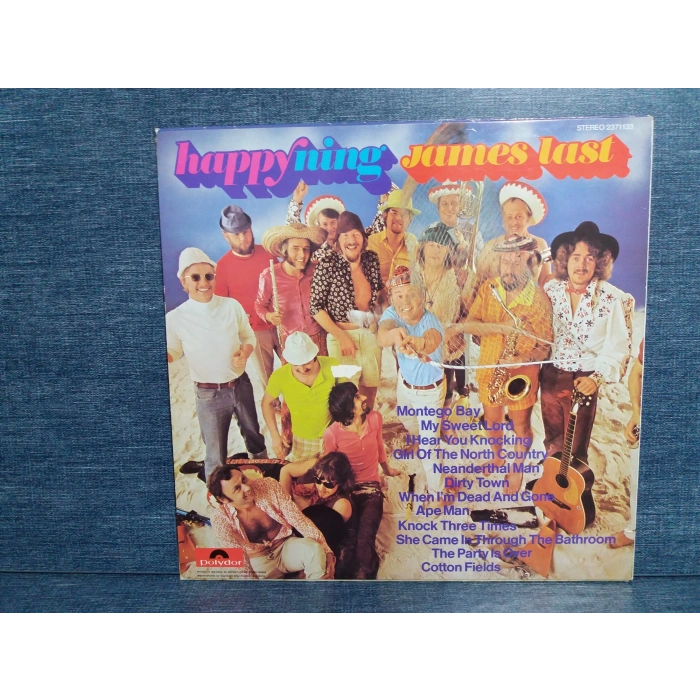 STEREO 2371133
happyning james last
Montego Bay
My Sweet Lord
I Hear You Knocking
Girl Of The North Country
Neanderthal Man
Dirty Town
When I'm Dead And Gone
Ape Man
Knock Three Times
She Came In Through The Bathroom
The Party Is Over
Cotton Fields
Polydor